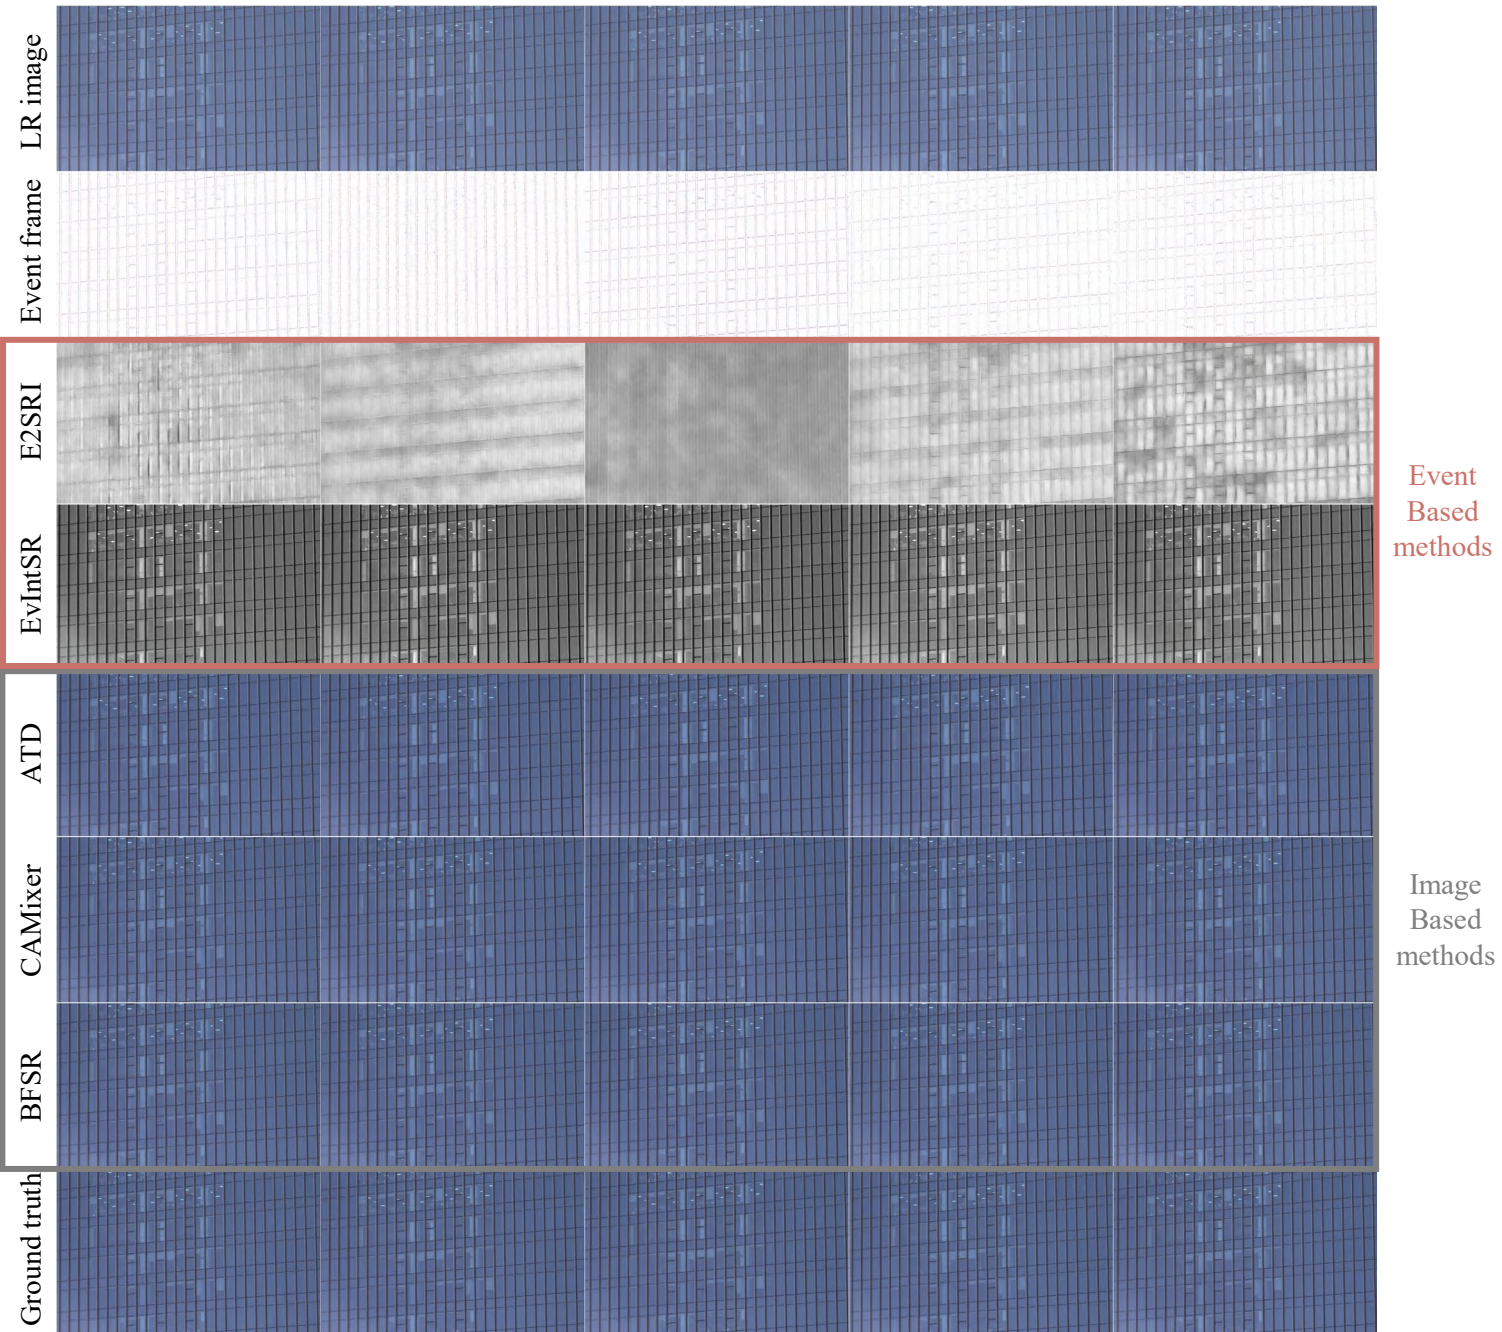 LR image
Event frame
E2SRI
EvIntSR
Event
Based
methods
ATD
CAMixer
BFSR
Image
Based
methods
Ground truth